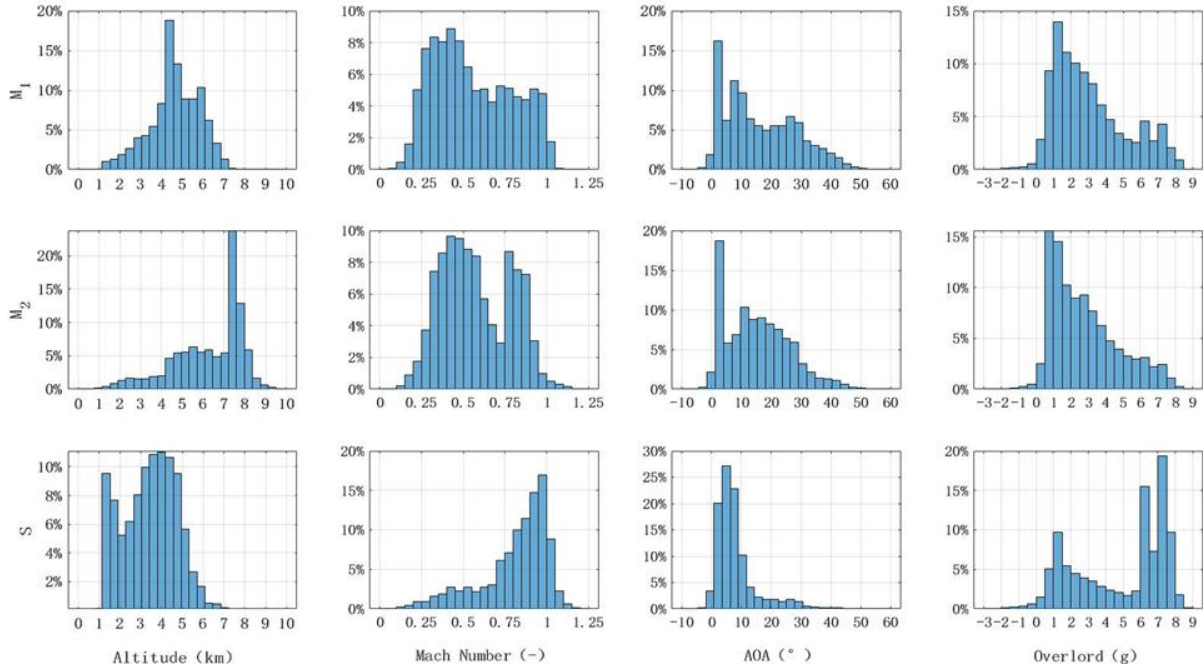 20% 10% 20% 15%
15% 8% 15% 10%
M1 10% 6% 10% 5%
5% 4% 5% 0%
0% 2% 0%
0%
0 1 2 3 4 5 6 7 8 9 10 0 0.25 0.5 0.75 1 1.25 -10 0 10 20 30 40 50 60 -3 -2 -1 0 1 2 3 4 5 6 7 8 9
20% 10% 20% 15%
15% 8% 15% 10%
M2 10% 6% 10% 5%
5% 4% 5% 0%
0% 2% 0%
0%
0 1 2 3 4 5 6 7 8 9 10 0 0.25 0.5 0.75 1 1.25 -10 0 10 20 30 40 50 60 -3 -2 -1 0 1 2 3 4 5 6 7 8 9
10% 20% 30% 20%
8% 15% 25% 15%
S 6% 10% 20% 10%
4% 5% 15% 5%
2% 0% 10% 0%
5%
0%
0 1 2 3 4 5 6 7 8 9 10 0 0.25 0.5 0.75 1 1.25 -10 0 10 20 30 40 50 60 -3 -2 -1 0 1 2 3 4 5 6 7 8 9
Altitude (km) Mach Number (-) AOA (°) Overlord (g)